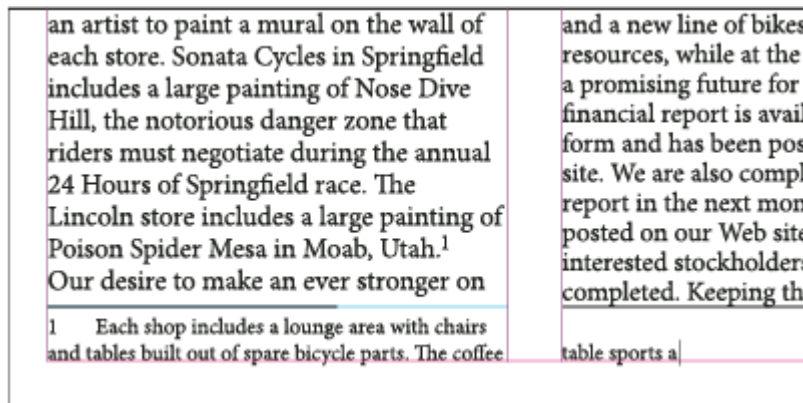 an artist to paint a mural on the wall of
each store. Sonata Cycles in Springfield
includes a large painting of Nose Dive
Hill, the notorious danger zone that
riders must negotiate during the annual
24 Hours of Springfield race. The
Lincoln store includes a large painting of
Poison Spider Mesa in Moab, Utah.1
Our desire to make an ever stronger on
1 Each shop includes a lounge area with chairs
and tables built out of spare bicycle parts. The coffee
and a new line of bikes
resources, while at the
a promising future for
financial report is avail
form and has been pos
site. We are also compl
report in the next mon
posted on our Web site
interested stockholders
completed. Keeping th
table sports a